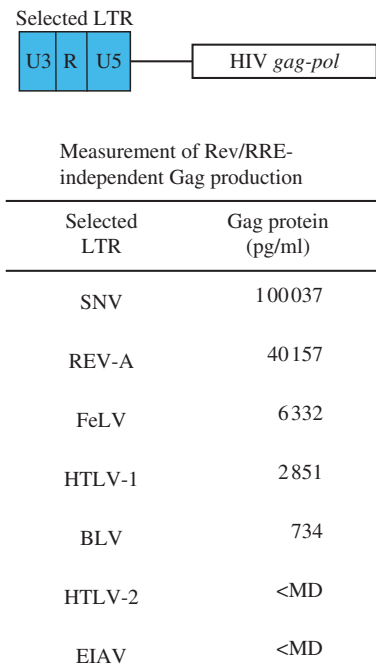 Selected LTR
U3 R U5 HIV gag-pol
Measurement of Rev/RRE-
independent Gag production
Selected LTR Gag protein (pg/ml)
SNV 100037
REV-A 40157
FeLV 6332
HTLV-1 2851
BLV 734
HTLV-2 <MD
EIAV <MD